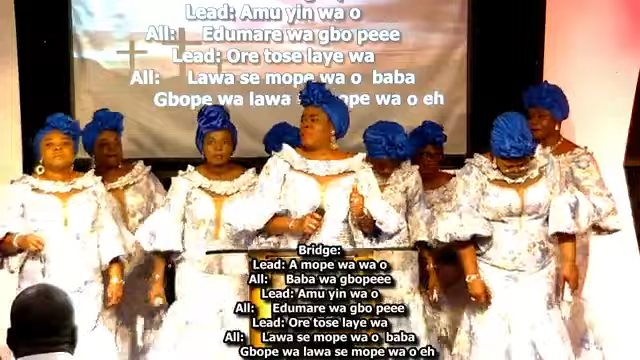 Lead: Amu yin wa o
All: Edumare wa gbo peee
Lead: Ore tose laye wa
All: Lawa se mope wa o baba
Gbope wa lawa ope wa o eh
Bridge:
Lead: A mope wa wa o
All: Baba wa gbopeee
Lead: Amu yin wa o
All: Edumare wa gbo peee
Lead: Ore tose laye wa
All: Lawa se mope wa o baba
Gbope wa lawa se mope wa o eh